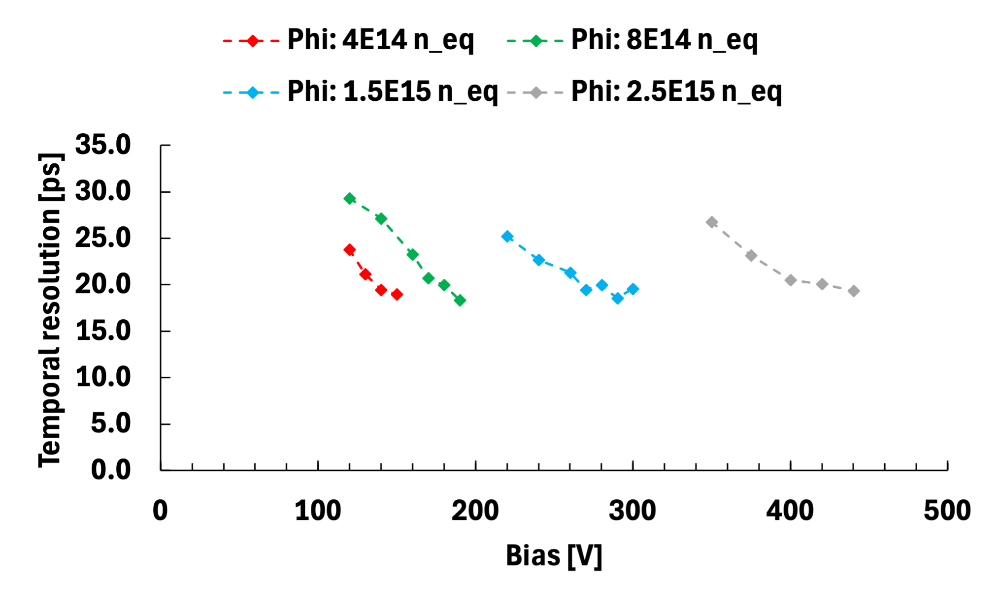 Phi: 4E14 n_eq
Phi: 8E14 n_eq
Phi: 1.5E15 n_eq
Phi: 2.5E15 n_eq
Temporal resolution [ps]
35.0
30.0
25.0
20.0
15.0
10.0
5.0
0.0
0 100 200 300 400 500
Bias [V]